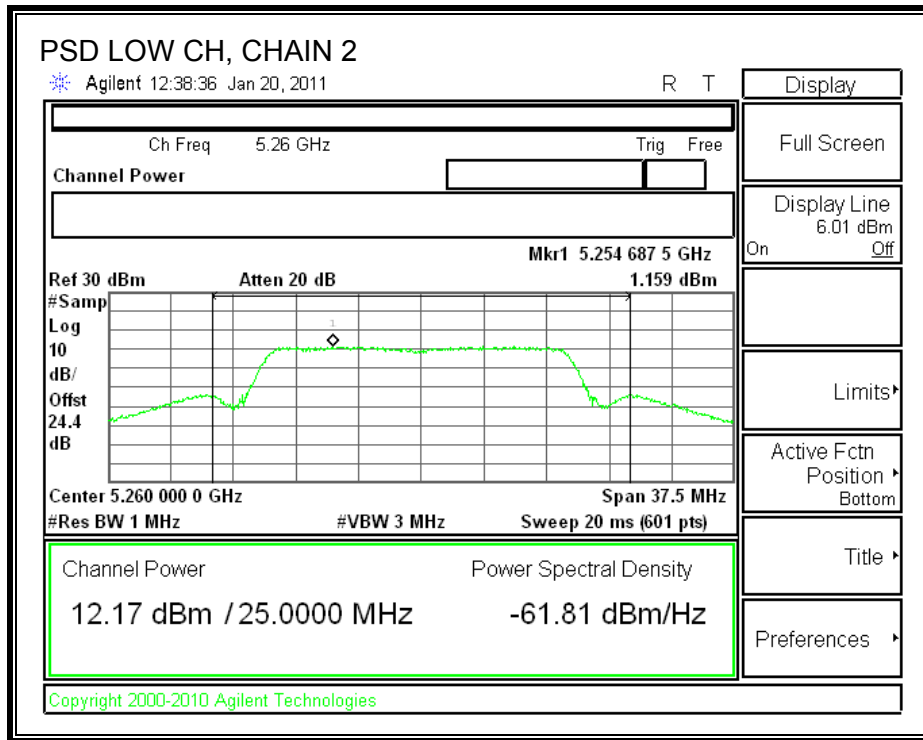 PSD LOW CH, CHAIN 2
Agilent 12:38:36 Jan 20, 2011 R T
Display
Ch Freq 5.26 GHz Trig Free
Channel Power
Full Screen
Display Line
6.01 dBm
On Off
Mkr1 5.254 687 5 GHz
Ref 30 dBm Atten 20 dB 1.159 dBm
#Samp
Log
10
dB/
Offst
24.4
dB
1
Limits
Active Fctn
Position
Bottom
Center 5.260 000 0 GHz Span 37.5 MHz
#Res BW 1 MHz #VBW 3 MHz Sweep 20 ms (601 pts)
Channel Power Power Spectral Density
12.17 dBm / 25.0000 MHz -61.81 dBm/Hz
Title
Preferences
Copyright 2000-2010 Agilent Technologies